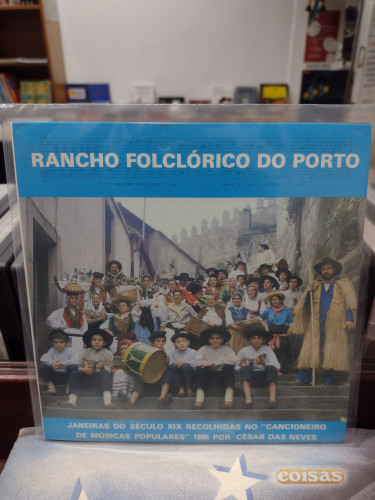 RANCHO FOLCLÓRICO DO PORTO
JANEIRAS DO SÉCULO XIX RECOLHIDAS NO "CANCIONEIRO
DE MÚSICAS POPULARES" 1896 POR CÉSAR DAS NEVES
coisas